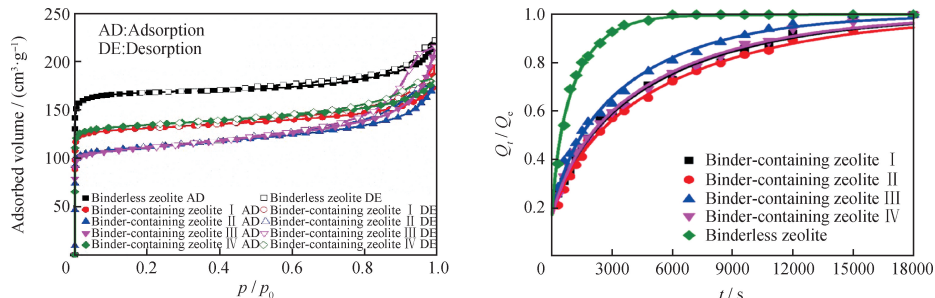 AD:Adsorption
DE:Desorption
Adsorbed volume / (cm³·g⁻¹)
250
200
150
100
50
0
0.2
0.4
0.6
0.8
1.0
p / p₀
Binderless zeolite AD
Binderless zeolite DE
Binder-containing zeolite Ⅰ AD
Binder-containing zeolite Ⅰ DE
Binder-containing zeolite Ⅱ AD
Binder-containing zeolite Ⅱ DE
Binder-containing zeolite Ⅲ AD
Binder-containing zeolite Ⅲ DE
Binder-containing zeolite Ⅳ AD
Binder-containing zeolite Ⅳ DE
Qₜ / Qₑ
1.0
0.8
0.6
0.4
0.2
0
3000
6000
9000
12000
15000
18000
t / s
Binder-containing zeolite Ⅰ
Binder-containing zeolite Ⅱ
Binder-containing zeolite Ⅲ
Binder-containing zeolite Ⅳ
Binderless zeolite